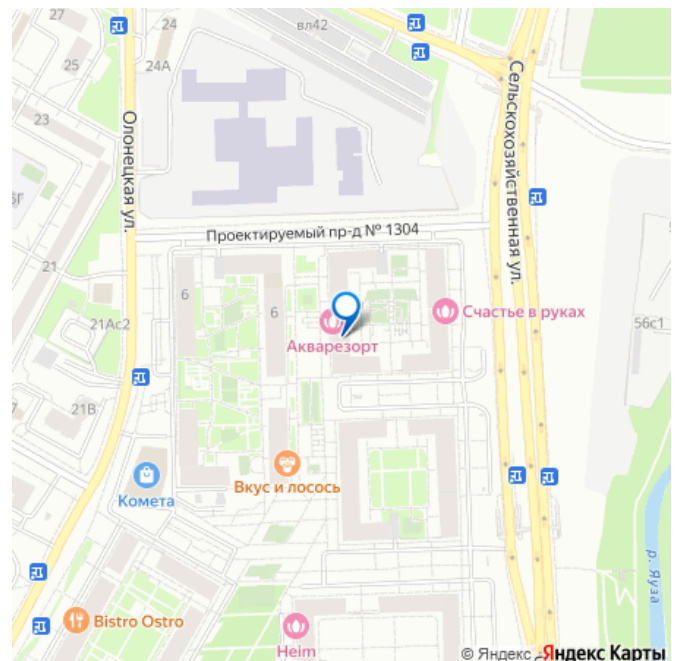 27
24
вл42
25
24А
23
Олонецкая ул.
Сельскохозяйственная ул.
Проектируемый пр-д № 1304
21
6
6
21Ас2
Счастье в руках
56с1
Акварезорт
21В
Вкус и лосось
Комета
р. Яуза
Bistro Ostro
Heim
© Яндекс Яндекс Карты